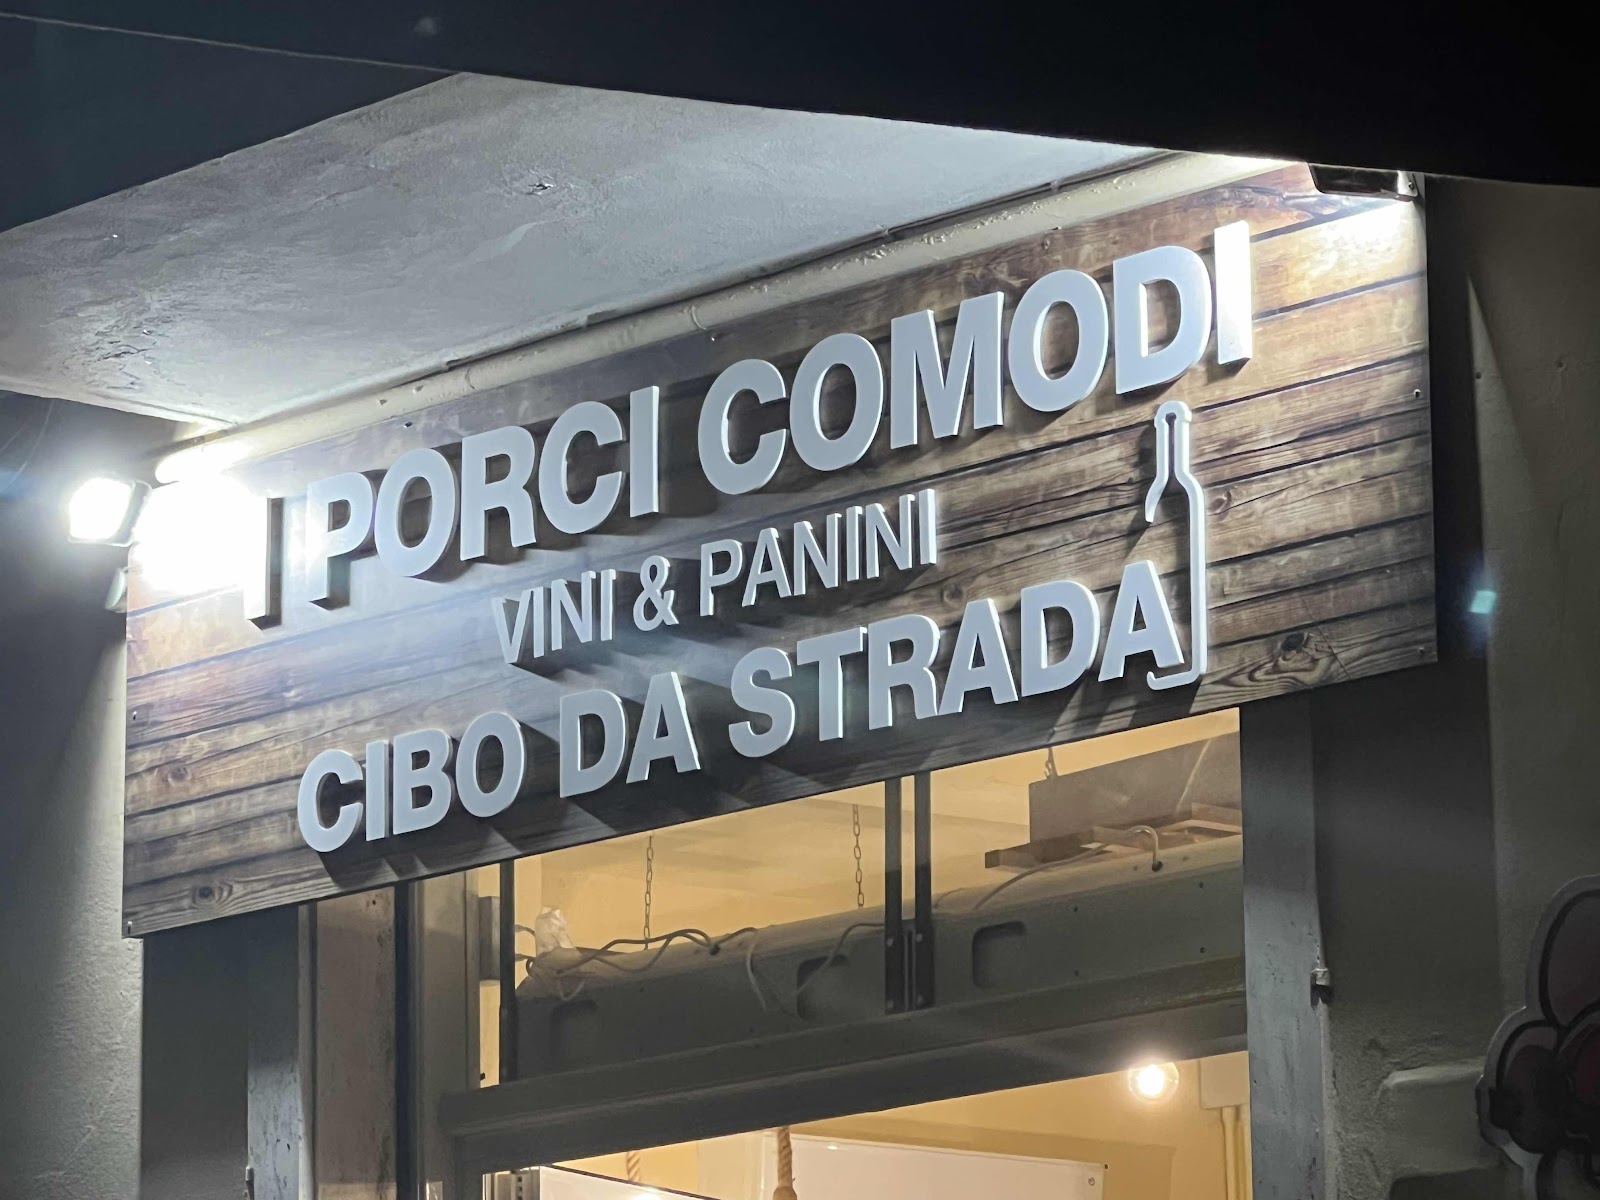 I PORCI COMODI
VINI & PANINI
CIBO DA STRADA